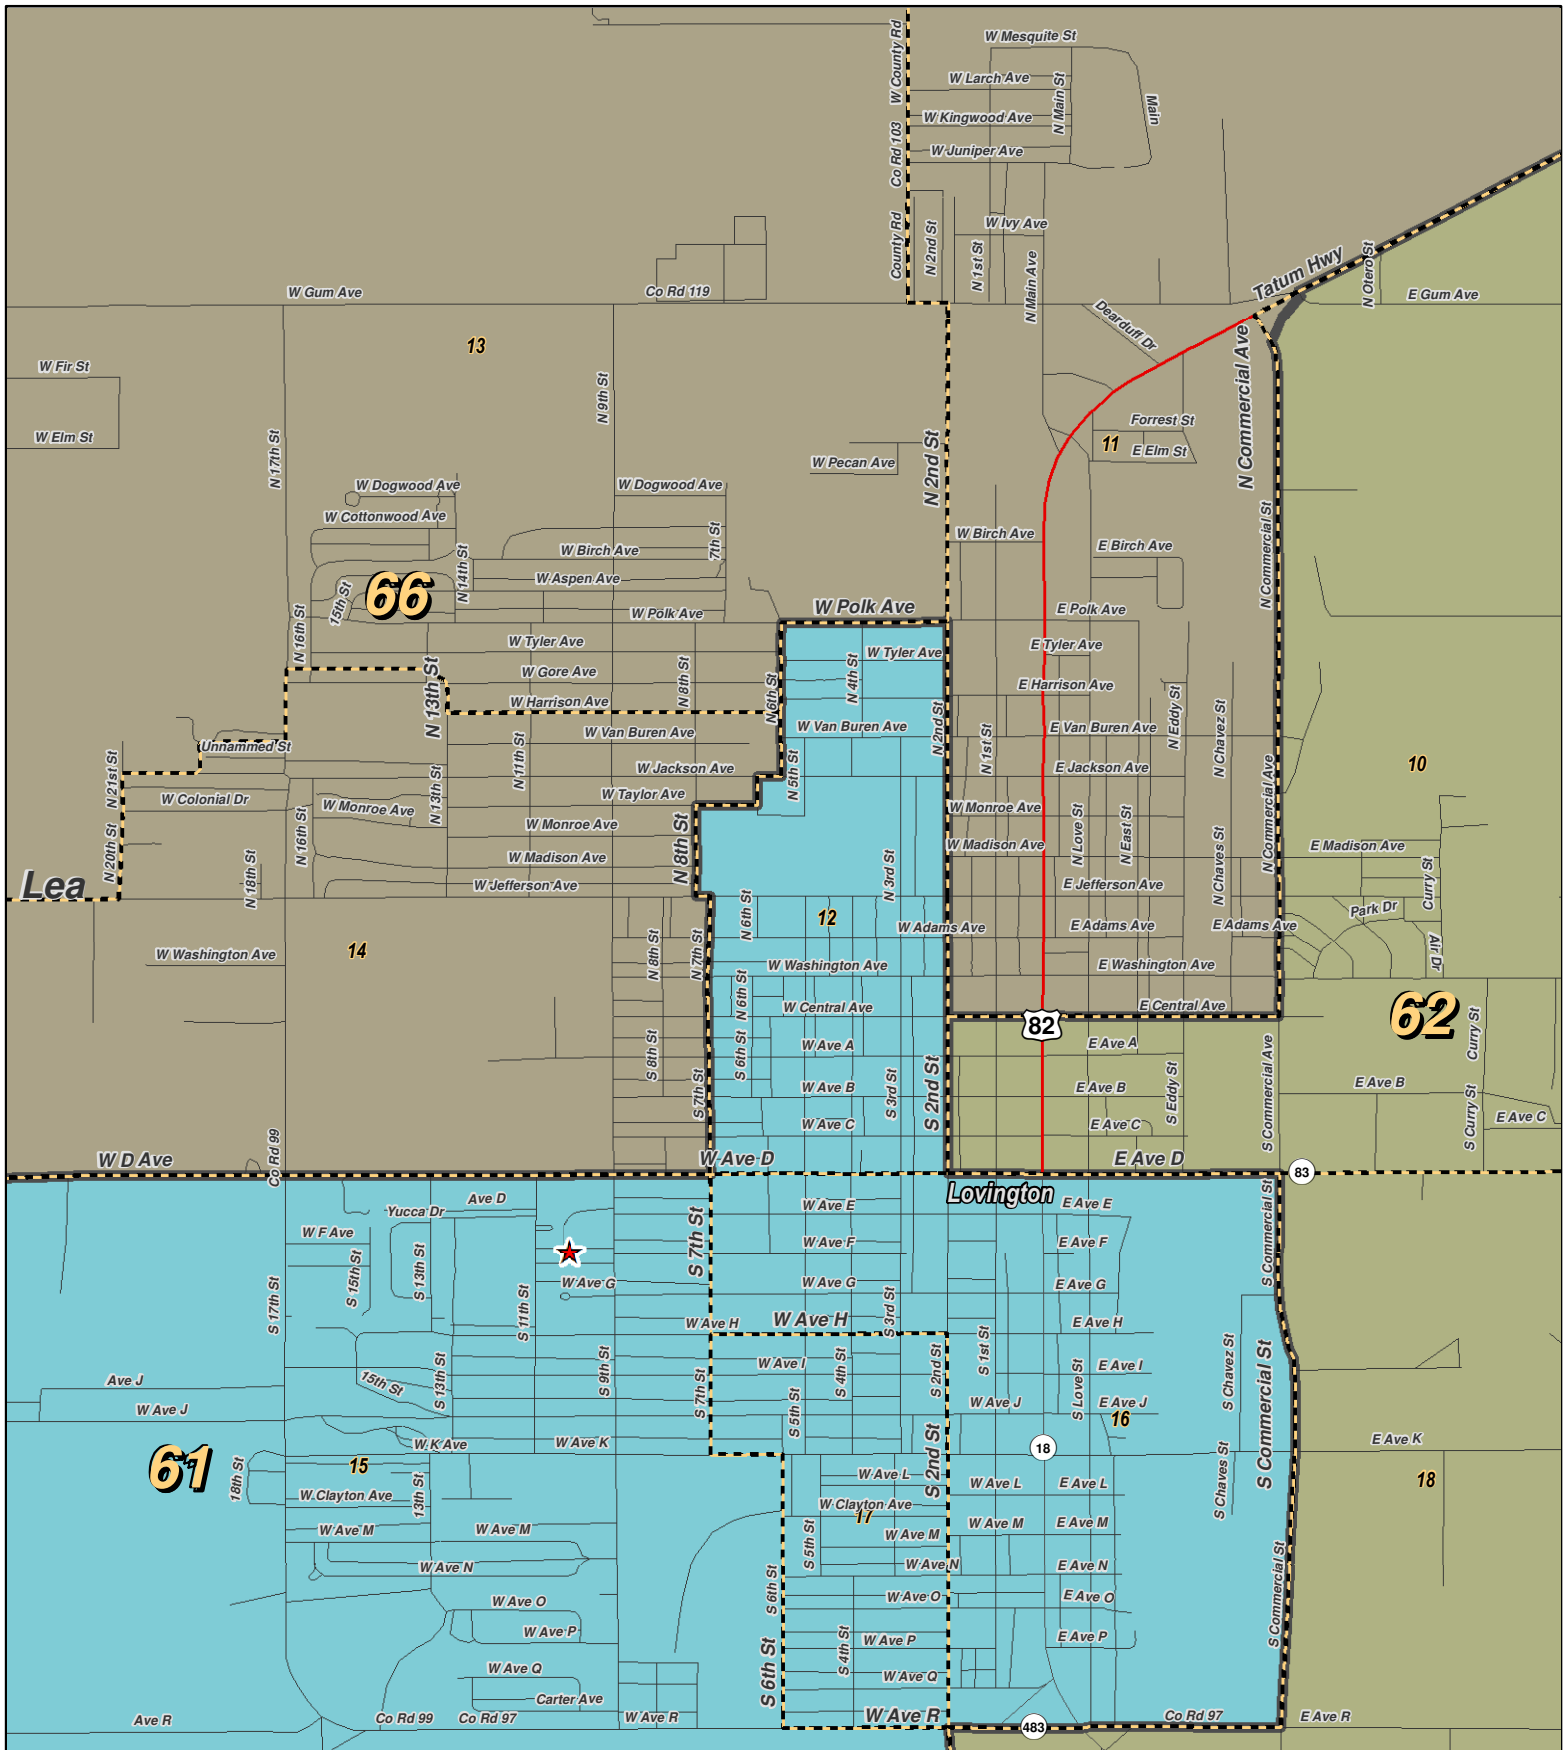 W Mesquite St
W County Rd
W Larch Ave
N Main St
Main
W Kingwood Ave
Co Rd 103
W Juniper Ave
County Rd
N 2nd St
W Ivy Ave
N 1st St
N Main Ave
Tatum Hwy
N Otero St
W Gum Ave
Co Rd 119
E Gum Ave
Dearduff Dr
13
N Commercial Ave
W Fir St
N 9th St
W Elm St
N 17th St
Forrest St
11
E Elm St
W Pecan Ave
N 2nd St
W Dogwood Ave
W Dogwood Ave
W Cottonwood Ave
7th St
N Commercial St
W Birch Ave
E Birch Ave
W Birch Ave
N 14th St
W Aspen Ave
15th St
66
W Polk Ave
W Polk Ave
E Polk Ave
N 16th St
W Tyler Ave
W Tyler Ave
E Tyler Ave
W Gore Ave
N 8th St
N 4th St
E Harrison Ave
N 13th St
W Harrison Ave
N 6th St
N Eddy St
N Chavez St
W Van Buren Ave
W Van Buren Ave
N 2nd St
N 1st St
E Van Buren Ave
Unnammed St
N 11th St
W Jackson Ave
N 5th St
E Jackson Ave
10
N 21st St
W Colonial Dr
W Monroe Ave
N 13th St
W Taylor Ave
W Monroe Ave
N Commercial Ave
N 16th St
W Monroe Ave
N Love St
N East St
W Madison Ave
E Madison Ave
N 20th St
N 18th St
W Madison Ave
N 8th St
N 3rd St
N Chaves St
Curry St
Lea
W Jefferson Ave
E Jefferson Ave
N 6th St
12
W Adams Ave
E Adams Ave
E Adams Ave
Park Dr
Air Dr
14
W Washington Ave
N 8th St
N 7th St
W Washington Ave
E Washington Ave
N 6th St
W Central Ave
E Central Ave
62
82
Curry St
S 8th St
S 6th St
W Ave A
E Ave A
S Commercial Ave
S 7th St
W Ave B
S 3rd St
S 2nd St
E Ave B
S Eddy St
E Ave B
W Ave C
E Ave C
S Curry St
E Ave C
W D Ave
Co Rd 99
W Ave D
E Ave D
83
Lovington
Ave D
Yucca Dr
W Ave E
E Ave E
S Commercial St
W F Ave
S 7th St
W Ave F
E Ave F
S 15th St
S 13th St
W Ave G
W Ave G
E Ave G
S 17th St
S 11th St
W Ave H
W Ave H
S 3rd St
E Ave H
S 9th St
W Ave I
S 4th St
S 2nd St
S 1st St
E Ave I
S Chavez St
S Commercial St
Ave J
15th St
S 13th St
S 7th St
S Love St
W Ave J
S 5th St
W Ave J
E Ave J
16
W K Ave
W Ave K
18
E Ave K
61
15
18th St
W Ave L
S 2nd St
W Ave L
E Ave L
S Chaves St
18
W Clayton Ave
13th St
W Clayton Ave
17
W Ave M
W Ave M
S 5th St
W Ave M
W Ave M
E Ave M
W Ave N
W Ave N
E Ave N
S 6th St
S Commercial St
W Ave O
W Ave O
E Ave O
W Ave P
S 4th St
W Ave P
E Ave P
W Ave Q
S 6th St
W Ave Q
Carter Ave
Ave R
Co Rd 99
Co Rd 97
W Ave R
W Ave R
483
Co Rd 97
E Ave R